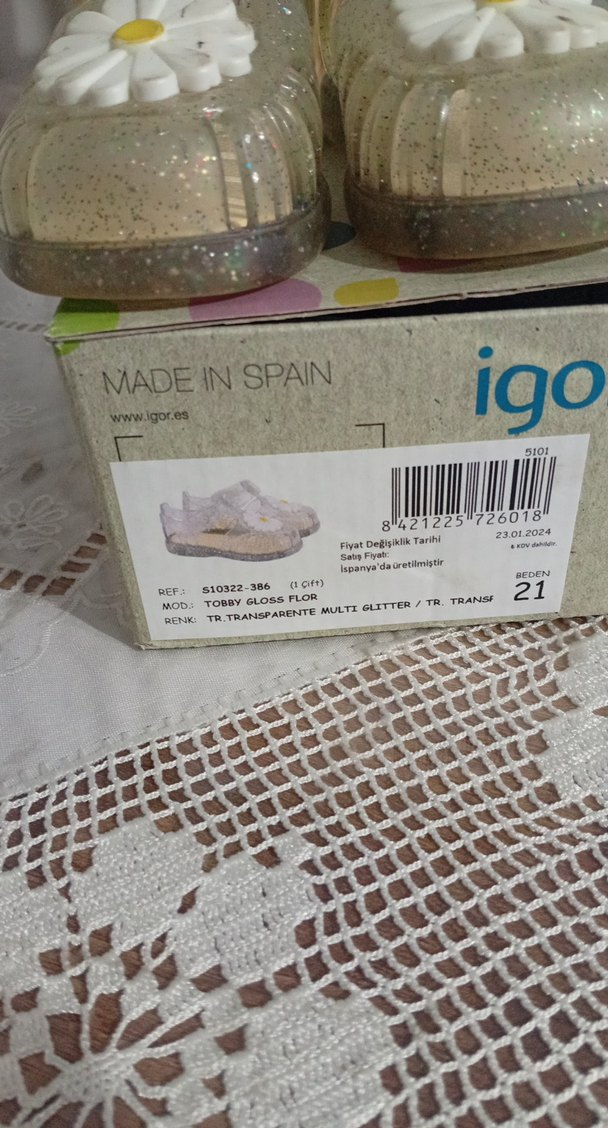 MADE IN SPAIN
igo
www.igor.es
5101
8 421225 726018
Fiyat Değişiklik Tarihi 23.01.2024
Satış Fiyatı: ₺ KDV dahildir.
İspanya'da üretilmiştir
REF.: S10322-386 (1 Çift)
BEDEN
MOD.: TOBBY GLOSS FLOR
21
RENK: TR.TRANSPARENTE MULTI GLITTER / TR. TRANSF